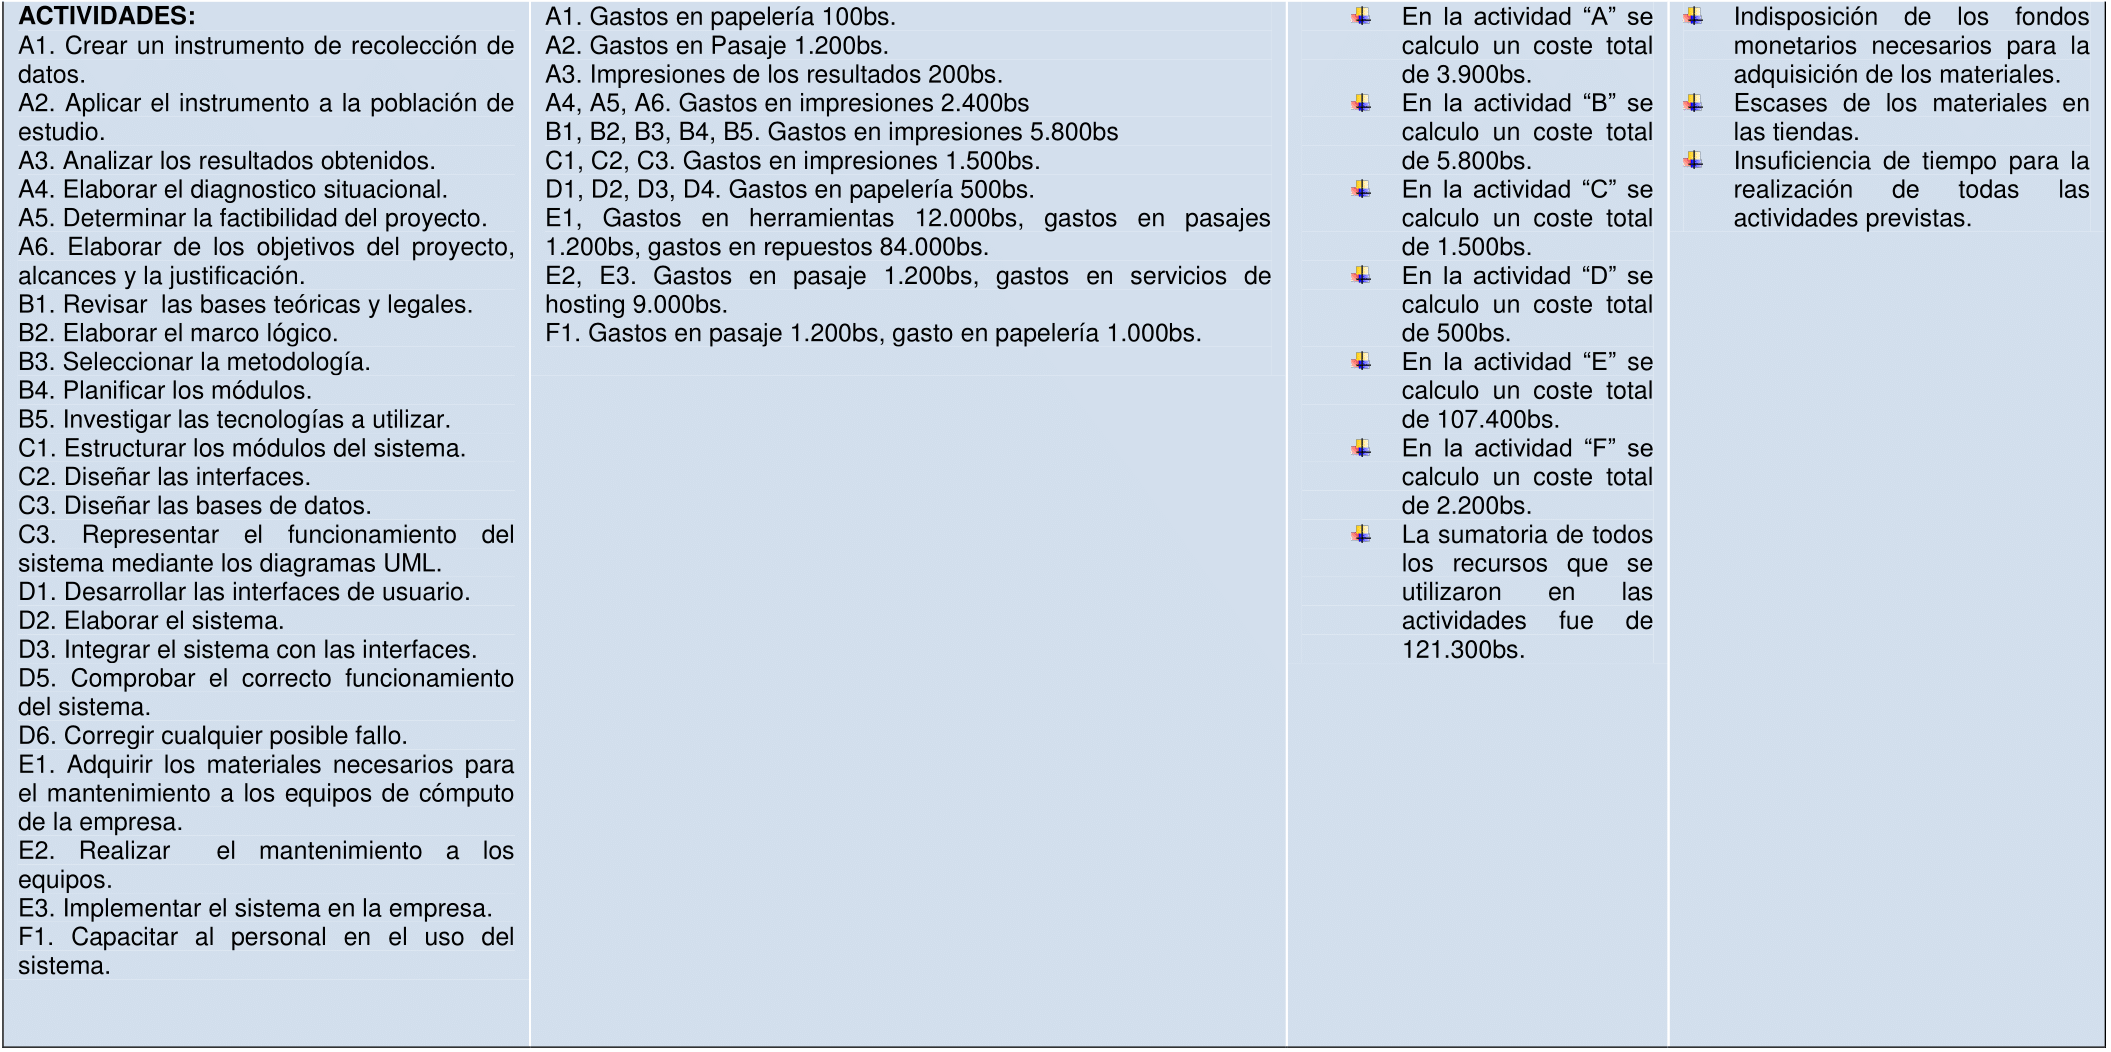 ACTIVIDADES:
A1. Crear un instrumento de recolección de
datos.
A2. Aplicar el instrumento a la población de
estudio.
A3. Analizar los resultados obtenidos.
A4. Elaborar el diagnostico situacional.
A5. Determinar la factibilidad del proyecto.
A6. Elaborar de los objetivos del proyecto,
alcances y la justificación.
B1. Revisar  las bases teóricas y legales.
B2. Elaborar el marco lógico.
B3. Seleccionar la metodología.
B4. Planificar los módulos.
B5. Investigar las tecnologías a utilizar.
C1. Estructurar los módulos del sistema.
C2. Diseñar las interfaces.
C3. Diseñar las bases de datos.
C3. Representar el funcionamiento del
sistema mediante los diagramas UML.
D1. Desarrollar las interfaces de usuario.
D2. Elaborar el sistema.
D3. Integrar el sistema con las interfaces.
D5. Comprobar el correcto funcionamiento
del sistema.
D6. Corregir cualquier posible fallo.
E1. Adquirir los materiales necesarios para
el mantenimiento a los equipos de cómputo
de la empresa.
E2. Realizar  el mantenimiento a los
equipos.
E3. Implementar el sistema en la empresa.
F1. Capacitar al personal en el uso del
sistema.
A1. Gastos en papelería 100bs.
A2. Gastos en Pasaje 1.200bs.
A3. Impresiones de los resultados 200bs.
A4, A5, A6. Gastos en impresiones 2.400bs
B1, B2, B3, B4, B5. Gastos en impresiones 5.800bs
C1, C2, C3. Gastos en impresiones 1.500bs.
D1, D2, D3, D4. Gastos en papelería 500bs.
E1, Gastos en herramientas 12.000bs, gastos en pasajes
1.200bs, gastos en repuestos 84.000bs.
E2, E3. Gastos en pasaje 1.200bs, gastos en servicios de
hosting 9.000bs.
F1. Gastos en pasaje 1.200bs, gasto en papelería 1.000bs.
En la actividad “A” se
calculo un coste total
de 3.900bs.
En la actividad “B” se
calculo un coste total
de 5.800bs.
En la actividad “C” se
calculo un coste total
de 1.500bs.
En la actividad “D” se
calculo un coste total
de 500bs.
En la actividad “E” se
calculo un coste total
de 107.400bs.
En la actividad “F” se
calculo un coste total
de 2.200bs.
La sumatoria de todos
los recursos que se
utilizaron en las
actividades fue de
121.300bs.
Indisposición de los fondos
monetarios necesarios para la
adquisición de los materiales.
Escases de los materiales en
las tiendas.
Insuficiencia de tiempo para la
realización de todas las
actividades previstas.